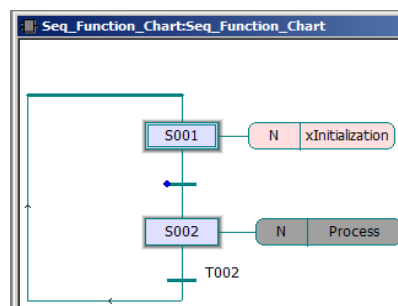 Seq_Function_Chart:Seq_Function_Chart
S001 N xInitialization
S002 N Process
T002